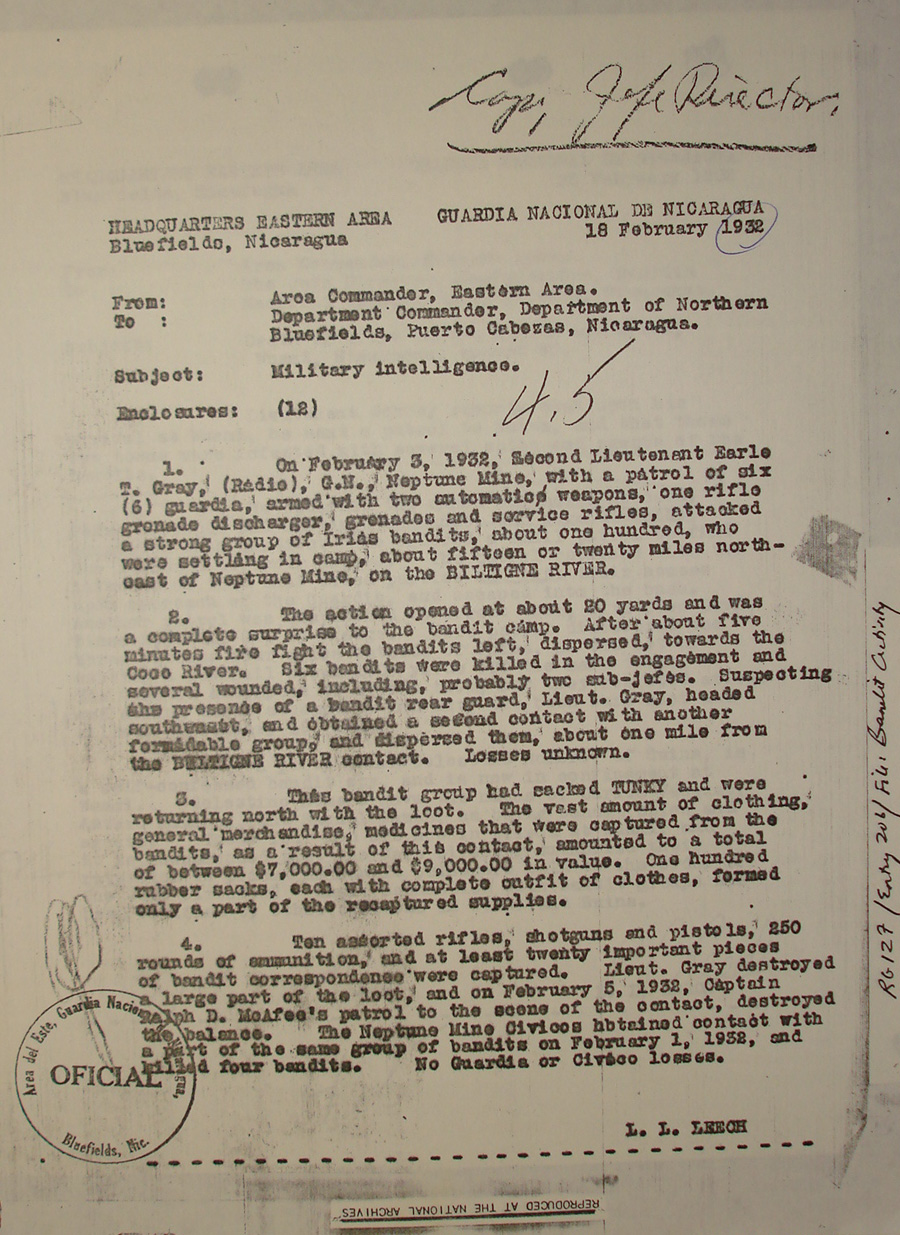 Copy, Jefe Director.
HEADQUARTERS EASTERN AREA    GUARDIA NACIONAL DE NICARAGUA
Bluefields, Nicaragua    18 February 1932
From:    Area Commander, Eastern Area.
To :    Department Commander, Department of Northern
Bluefields, Puerto Cabezas, Nicaragua.
Subject:    Military intelligence.
Enclosures:    (12)
45
1.    On February 3, 1932, Second Lieutenant Earle
T. Gray, (Radio), G.N., Neptune Mine, with a patrol of six
(6) guardia, armed with two automatic weapons, one rifle
grenade discharger, grenades and service rifles, attacked
a strong group of Irias bandits, about one hundred, who
were settling in camp, about fifteen or twenty miles north-
east of Neptune Mine, on the BILTIGNE RIVER.
2.    The action opened at about 20 yards and was
a complete surprise to the bandit camp. After about five
minutes fire fight the bandits left, dispersed, towards the
Coco River. Six bandits were killed in the engagement and
several wounded, including, probably two sub-jefes. Suspecting
ths presence of a bandit rear guard, Lieut. Gray, headed
southeast, and obtained a second contact with another
formidable group, and dispersed them, about one mile from
the BILTIGNE RIVER contact. Losses unknown.
3.    This bandit group had sacked TUNKY and were
returning north with the loot. The vast amount of clothing,
general merchandise, medicines that were captured from the
bandits, as a result of this contact, amounted to a total
of between $7,000.00 and $9,000.00 in value. One hundred
rubber sacks, each with complete outfit of clothes, formed
only a part of the recaptured supplies.
4.    Ten assorted rifles, shotguns and pistols, 250
rounds of ammunition, and at least twenty important pieces
of bandit correspondence were captured. Lieut. Gray destroyed
a large part of the loot, and on February 5, 1932, Captain
Ralph D. McAfee's patrol to the scene of the contact, destroyed
the balance. The Neptune Mine Civicos hbtained contact with
a part of the same group of bandits on February 1, 1932, and
killed four bandits. No Guardia or Civico losses.
L. L. LEECH
Area del Este, Guardia Nacional
OFICIAL
Bluefields, Nic.
REPRODUCED AT THE NATIONAL ARCHIVES
RG127/Entry 206/File: Bandit Activity